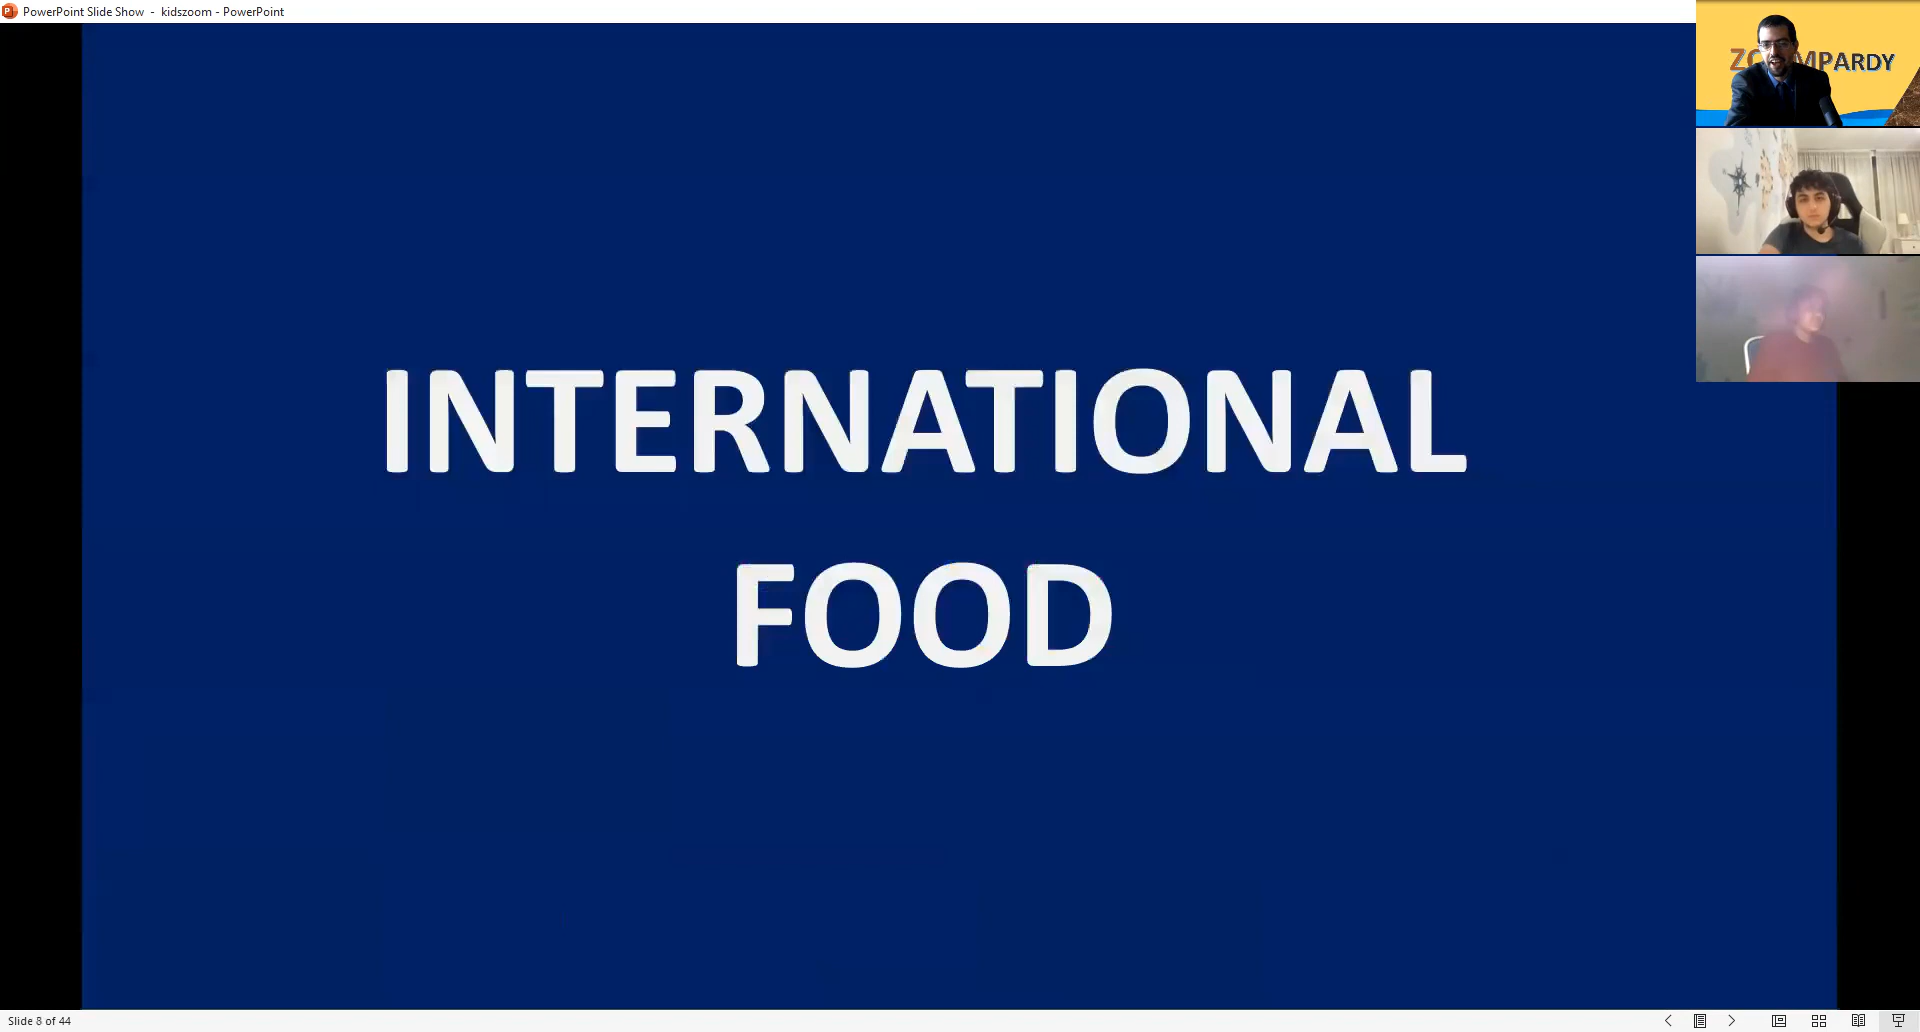 PowerPoint Slide Show - kidszoom - PowerPoint
INTERNATIONAL
FOOD
Slide 8 of 44